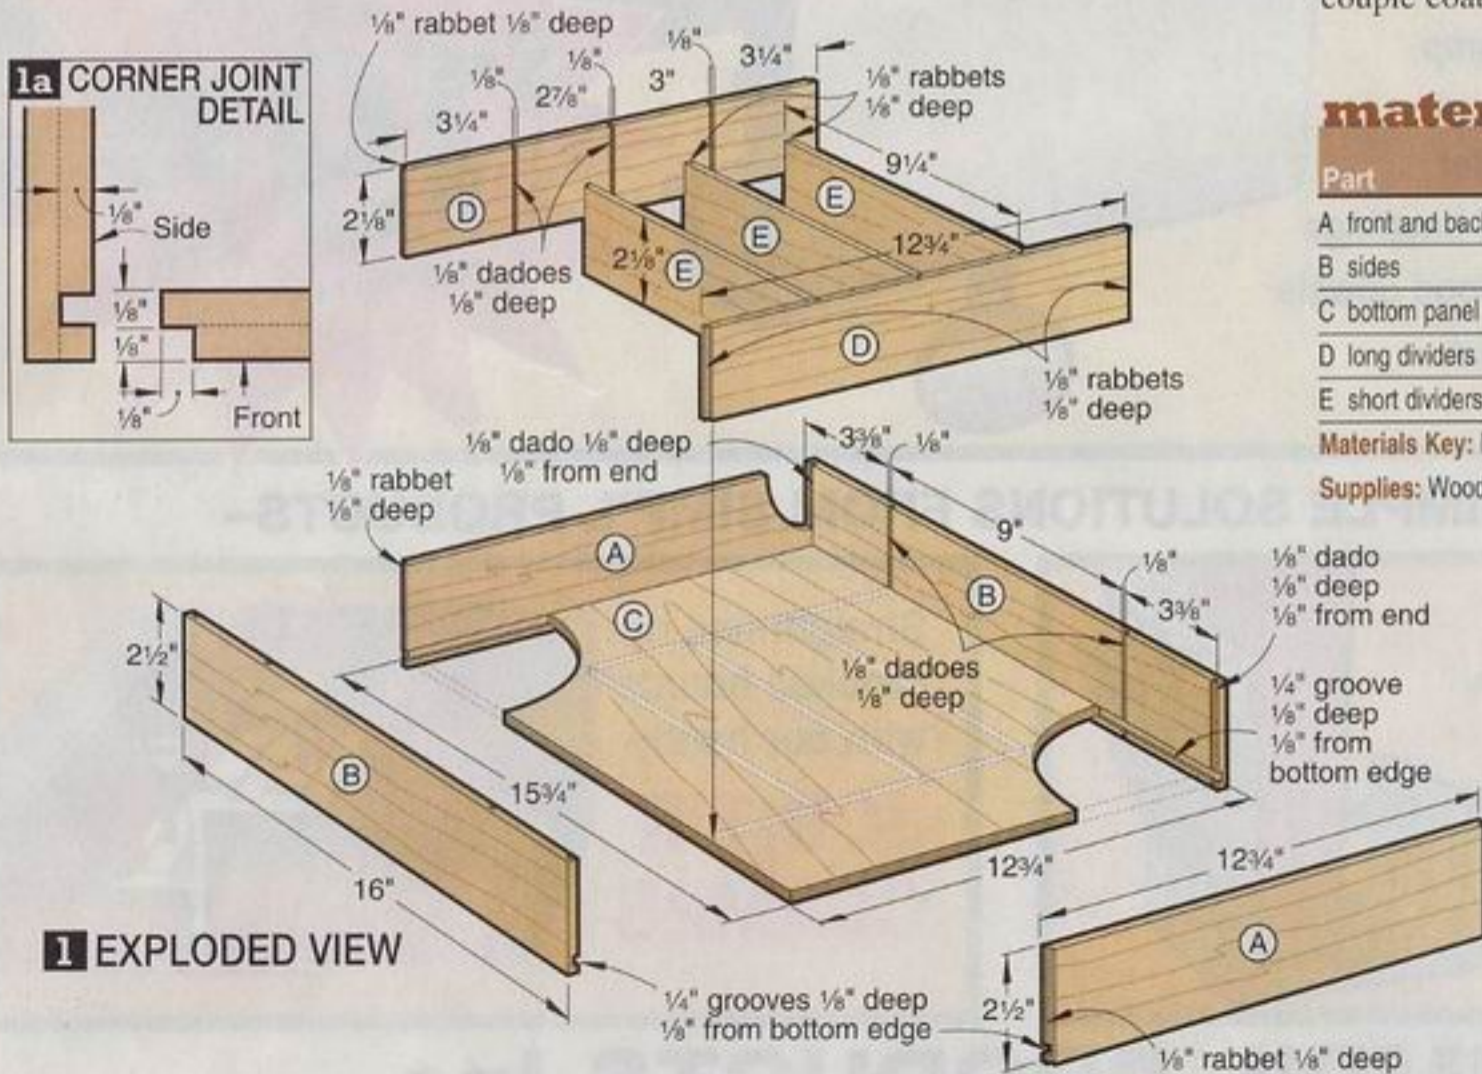 couple coat
1a CORNER JOINT
DETAIL
1/8"
Side
1/8"
1/8"
1/8"
Front
1/8" rabbet 1/8" deep
1/8"
1/8"
1/8"
3 1/4"
2 7/8"
3"
3 1/4"
1/8" rabbets
1/8" deep
9 1/4"
2 1/8"
D
E
E
E
2 1/8"
12 3/4"
1/8" dadoes
1/8" deep
D
1/8" rabbets
1/8" deep
mater
Part
A front and bac
B sides
C bottom panel
D long dividers
E short dividers
Materials Key:
Supplies: Wood
1/8" dado 1/8" deep
1/8" from end
3 3/8"
1/8"
1/8" rabbet
1/8" deep
A
9"
1/8"
1/8" dado
1/8" deep
1/8" from end
B
3 3/8"
C
2 1/2"
1/8" dadoes
1/8" deep
1/4" groove
1/8" deep
1/8" from
bottom edge
B
15 3/4"
16"
12 3/4"
12 3/4"
1 EXPLODED VIEW
A
1/4" grooves 1/8" deep
1/8" from bottom edge
2 1/2"
1/8" rabbet 1/8" deep